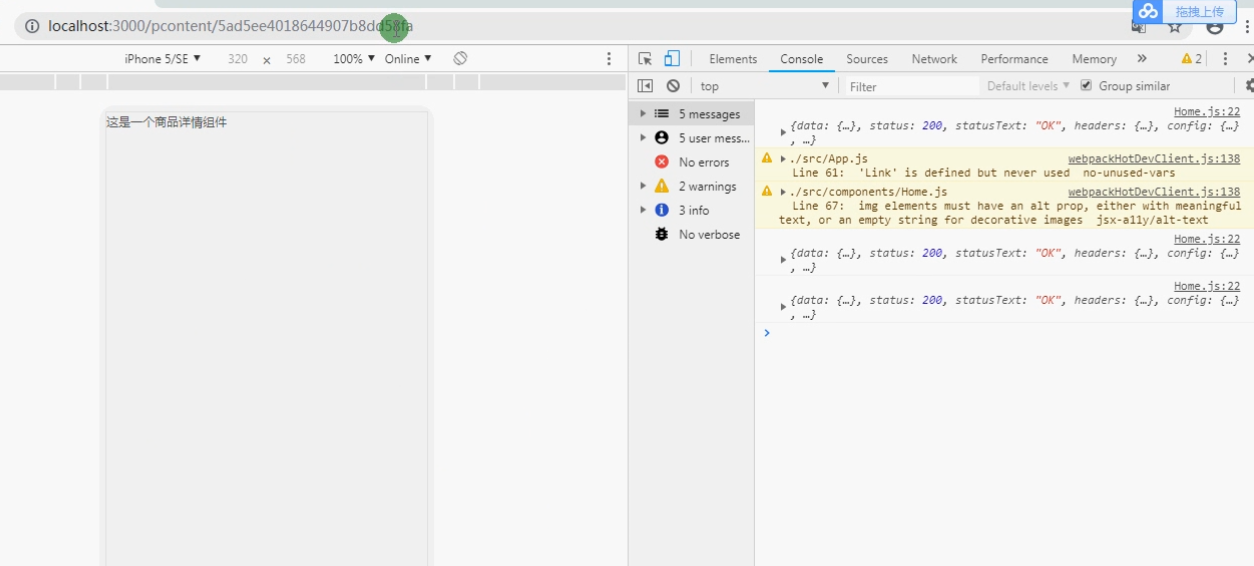 拖拽上传
localhost:3000/pcontent/5ad5ee4018644907b8dd58fa
iPhone 5/SE ▼ 320 × 568 100% ▼ Online ▼
Elements Console Sources Network Performance Memory » 2
top ▼ Filter Default levels ▼ Group similar
这是一个商品详情组件
5 messages
5 user mess...
No errors
2 warnings
3 info
No verbose
Home.js:22
{data: {…}, status: 200, statusText: "OK", headers: {…}, config: {…}
, …}
./src/App.js webpackHotDevClient.js:138
Line 61: 'Link' is defined but never used no-unused-vars
./src/components/Home.js webpackHotDevClient.js:138
Line 67: img elements must have an alt prop, either with meaningful
text, or an empty string for decorative images jsx-a11y/alt-text
Home.js:22
{data: {…}, status: 200, statusText: "OK", headers: {…}, config: {…}
, …}
Home.js:22
{data: {…}, status: 200, statusText: "OK", headers: {…}, config: {…}
, …}